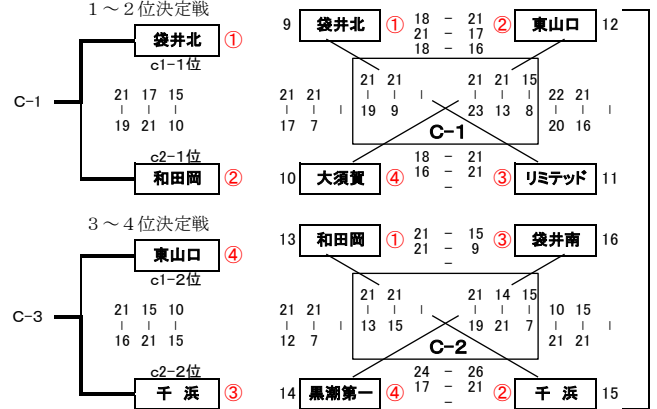 1～2位決定戦
袋井北 ①
c1-1位
C-1
21 17 15
| | |
19 21 10
c2-1位
和田岡 ②
9 袋井北 ① 18 － 21 ② 東山口 12
21 － 17
18 － 16
21 21 | 21 21 | 21 21 15 22 21 |
| | | | | | | | |
17 7 19 9 23 13 8 20 16
C-1
18 － 21
10 大須賀 ④ 16 － 21 ③ リミテッド 11
－
3～4位決定戦
東山口 ④
c1-2位
C-3
21 15 10
| | |
16 21 15
c2-2位
千 浜 ③
13 和田岡 ① 21 － 15 ③ 袋井南 16
21 － 9
－
21 21 | 21 21 | 21 14 15 10 15 |
| | | | | | | | |
12 7 13 15 19 21 7 21 21
C-2
24 － 26
14 黒潮第一 ④ 17 － 21 ② 千 浜 15
－